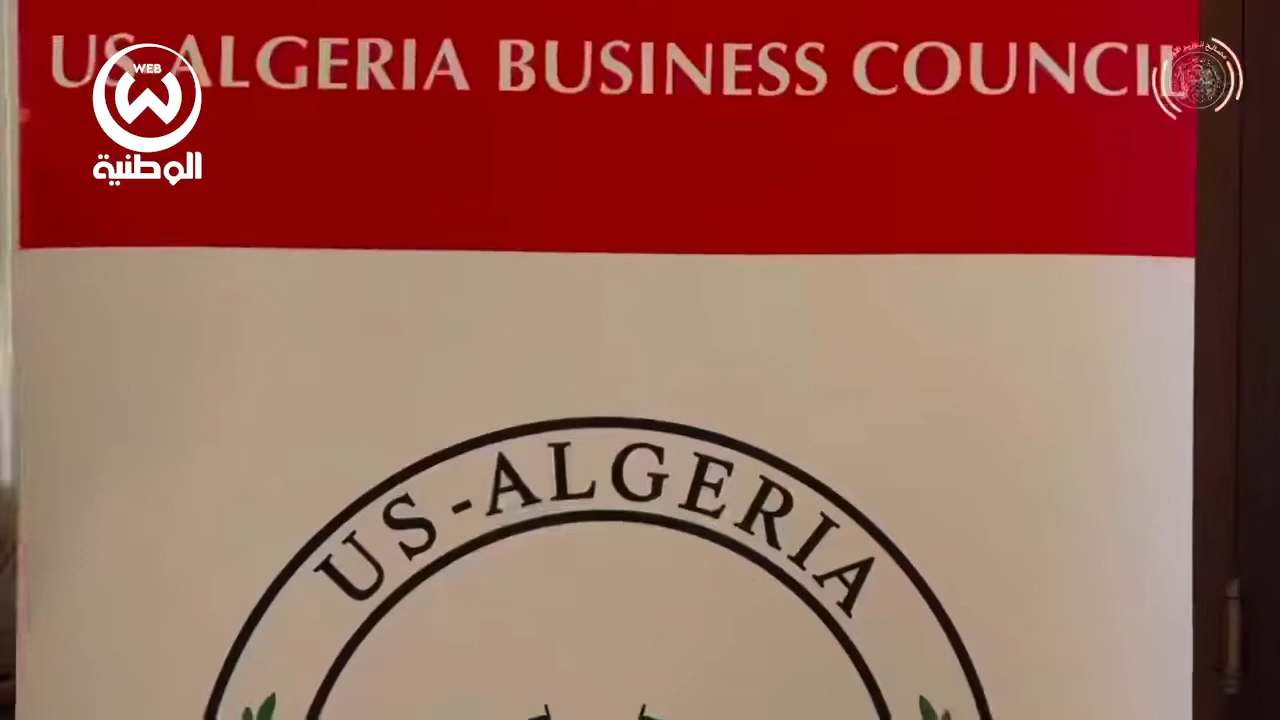 US-ALGERIA BUSINESS COUNCIL
WEB
الوطنية
US-ALGERIA